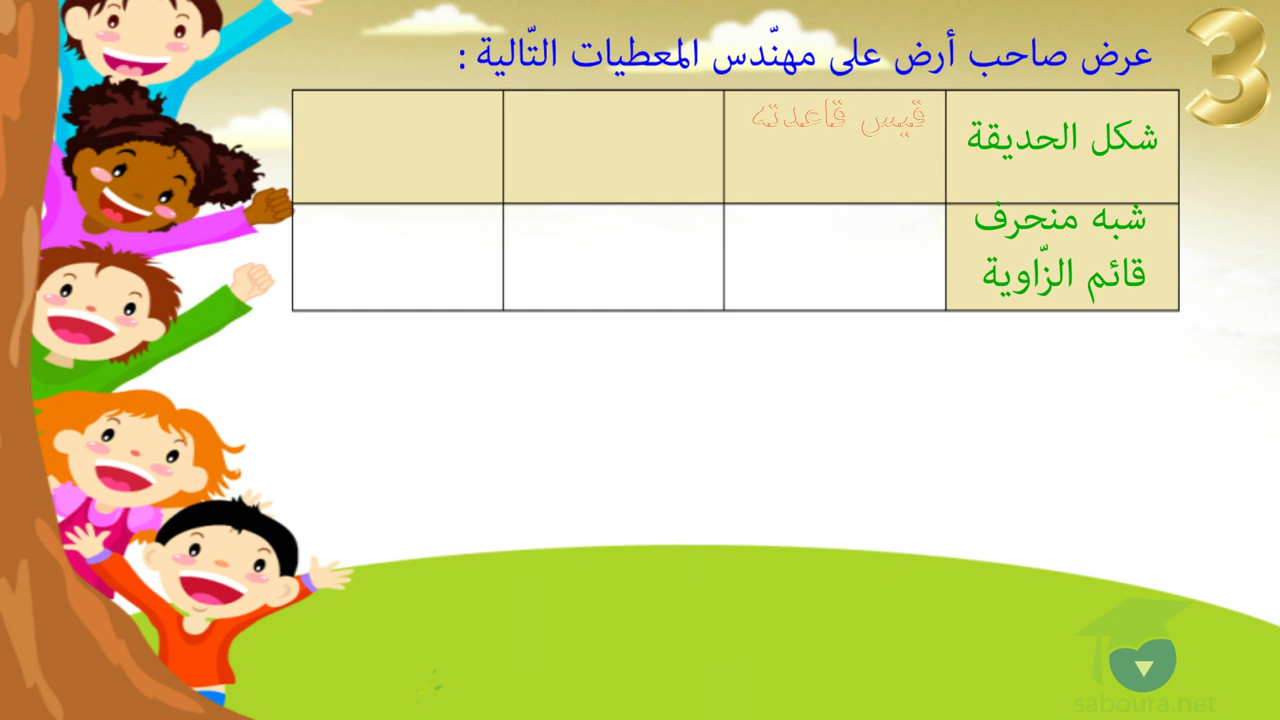 3
عرض صاحب أرض على مهنّدس المعطيات التّالية :
شكل الحديقة
قيس قاعدته
شبه منحرف
قائم الزّاوية
saboura.net